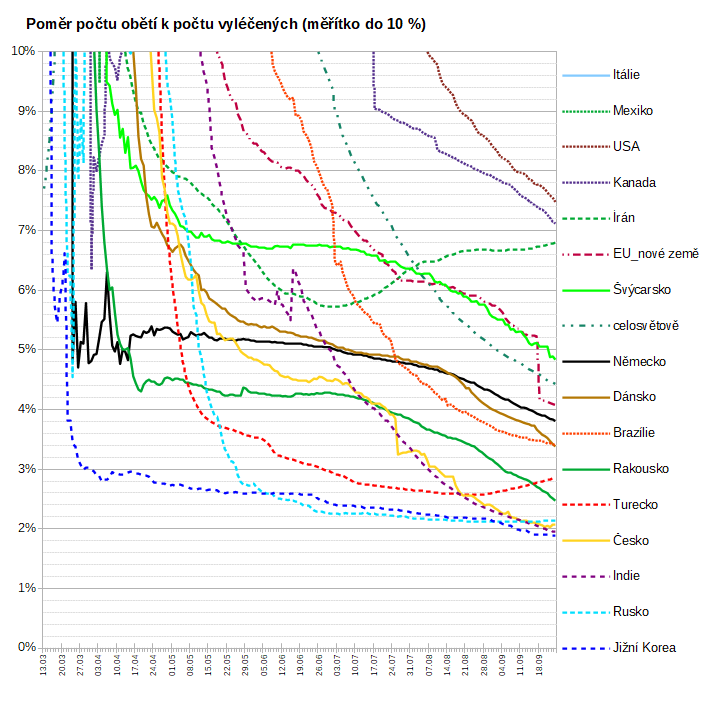 Poměr počtu obětí k počtu vyléčených (měřítko do 10 %)
10%
9%
8%
7%
6%
5%
4%
3%
2%
1%
0%
13.03
20.03
27.03
03.04
10.04
17.04
24.04
01.05
08.05
15.05
22.05
29.05
05.06
12.06
19.06
26.06
03.07
10.07
17.07
24.07
31.07
07.08
14.08
21.08
28.08
04.09
11.09
18.09
Itálie
Mexiko
USA
Kanada
Írán
EU_nové země
Švýcarsko
celosvětově
Německo
Dánsko
Brazílie
Rakousko
Turecko
Česko
Indie
Rusko
Jižní Korea